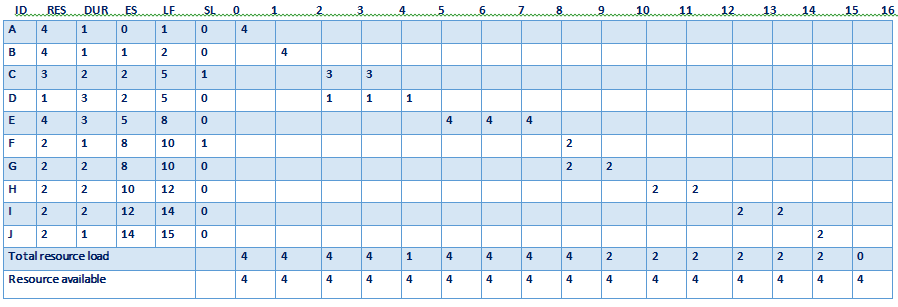 ID RES DUR ES LF SL 0 1 2 3 4 5 6 7 8 9 10 11 12 13 14 15 16
A 4 1 0 1 0 4
B 4 1 1 2 0 4
C 3 2 2 5 1 3 3
D 1 3 2 5 0 1 1 1
E 4 3 5 8 0 4 4 4
F 2 1 8 10 1 2
G 2 2 8 10 0 2 2
H 2 2 10 12 0 2 2
I 2 2 12 14 0 2 2
J 2 1 14 15 0 2
Total resource load 4 4 4 4 1 4 4 4 4 2 2 2 2 2 2 0
Resource available 4 4 4 4 4 4 4 4 4 4 4 4 4 4 4 4